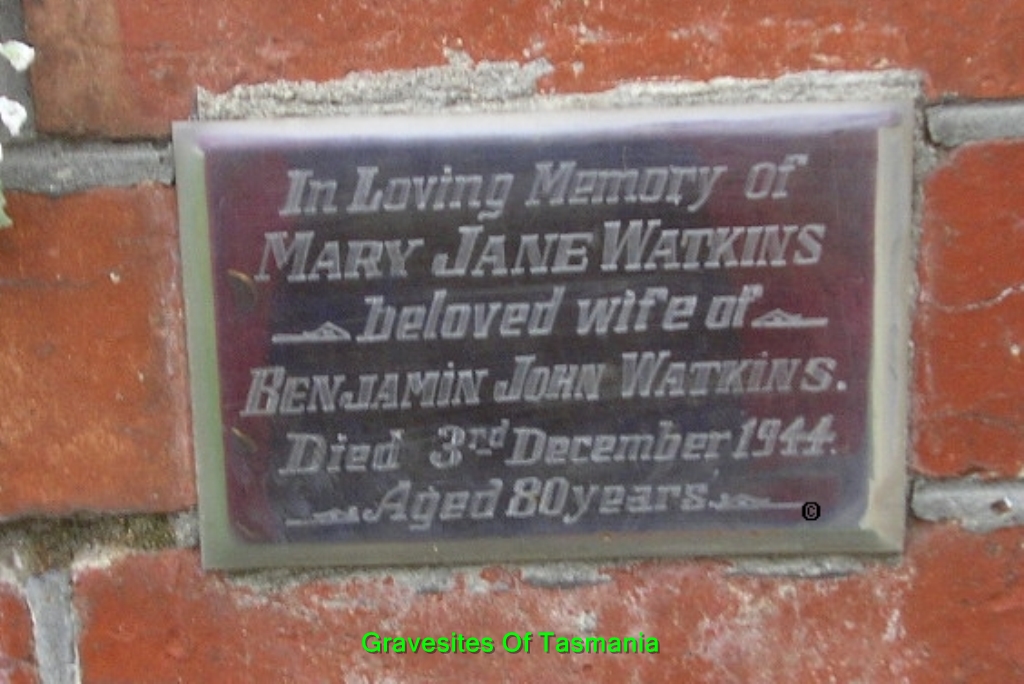 In Loving Memory of
MARY JANE WATKINS
beloved wife of
BENJAMIN JOHN WATKINS.
Died 3rd December 1944.
Aged 80 years
©
Gravesites Of Tasmania